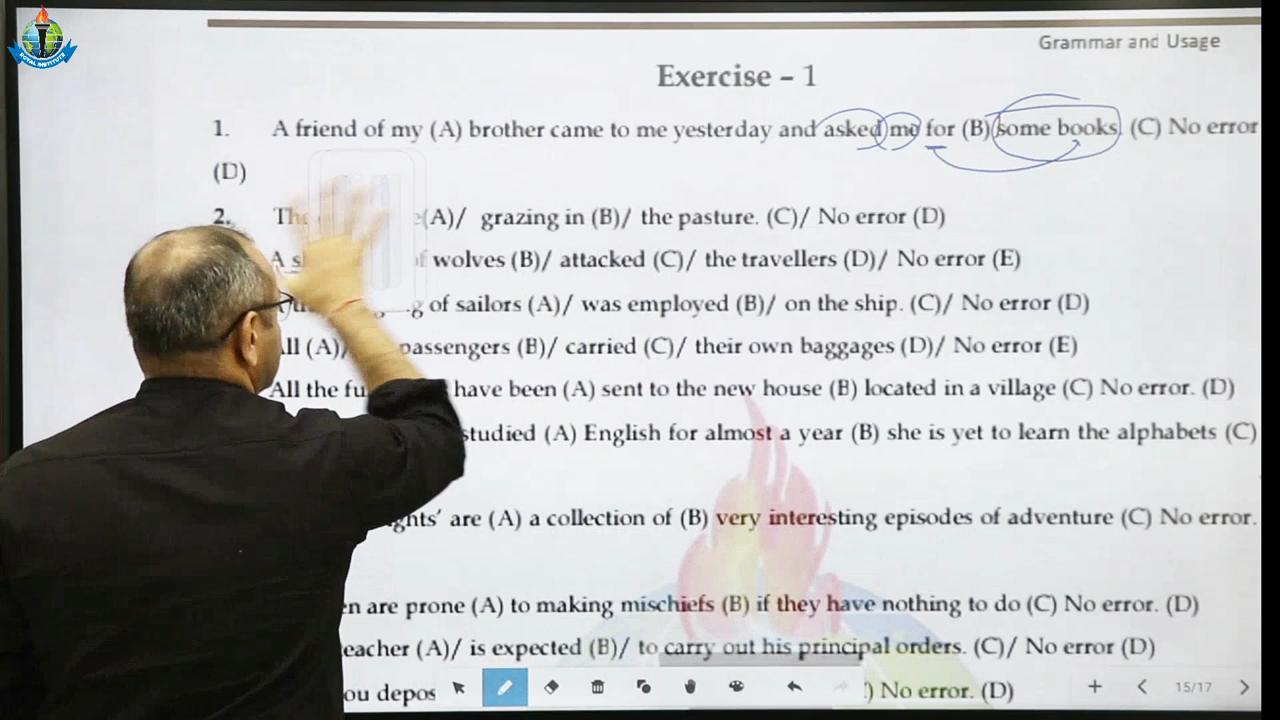 ROYAL INSTITUTE
Grammar and Usage
Exercise – 1
1. A friend of my (A) brother came to me yesterday and asked me for (B) some books. (C) No error
(D)
2. (A)/ grazing in (B)/ the pasture. (C)/ No error (D)
A wolves (B)/ attacked (C)/ the travellers (D)/ No error (E)
of sailors (A)/ was employed (B)/ on the ship. (C)/ No error (D)
(A)/ passengers (B)/ carried (C)/ their own baggages (D)/ No error (E)
All the have been (A) sent to the new house (B) located in a village (C) No error. (D)
studied (A) English for almost a year (B) she is yet to learn the alphabets (C)
are (A) a collection of (B) very interesting episodes of adventure (C) No error.
are prone (A) to making mischiefs (B) if they have nothing to do (C) No error. (D)
(A)/ is expected (B)/ to carry out his principal orders. (C)/ No error (D)
) No error. (D)
15/17